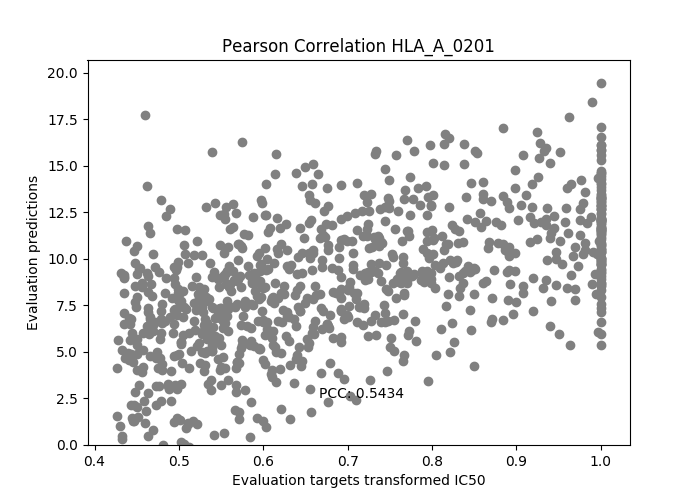 Pearson Correlation HLA_A_0201
20.0
17.5
15.0
12.5
10.0
7.5
5.0
2.5
0.0
Evaluation predictions
PCC: 0.5434
0.4 0.5 0.6 0.7 0.8 0.9 1.0
Evaluation targets transformed IC50